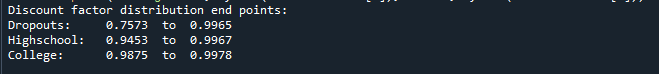 Discount factor distribution end points:
Dropouts: 0.7573 to 0.9965
Highschool: 0.9453 to 0.9967
College: 0.9875 to 0.9978